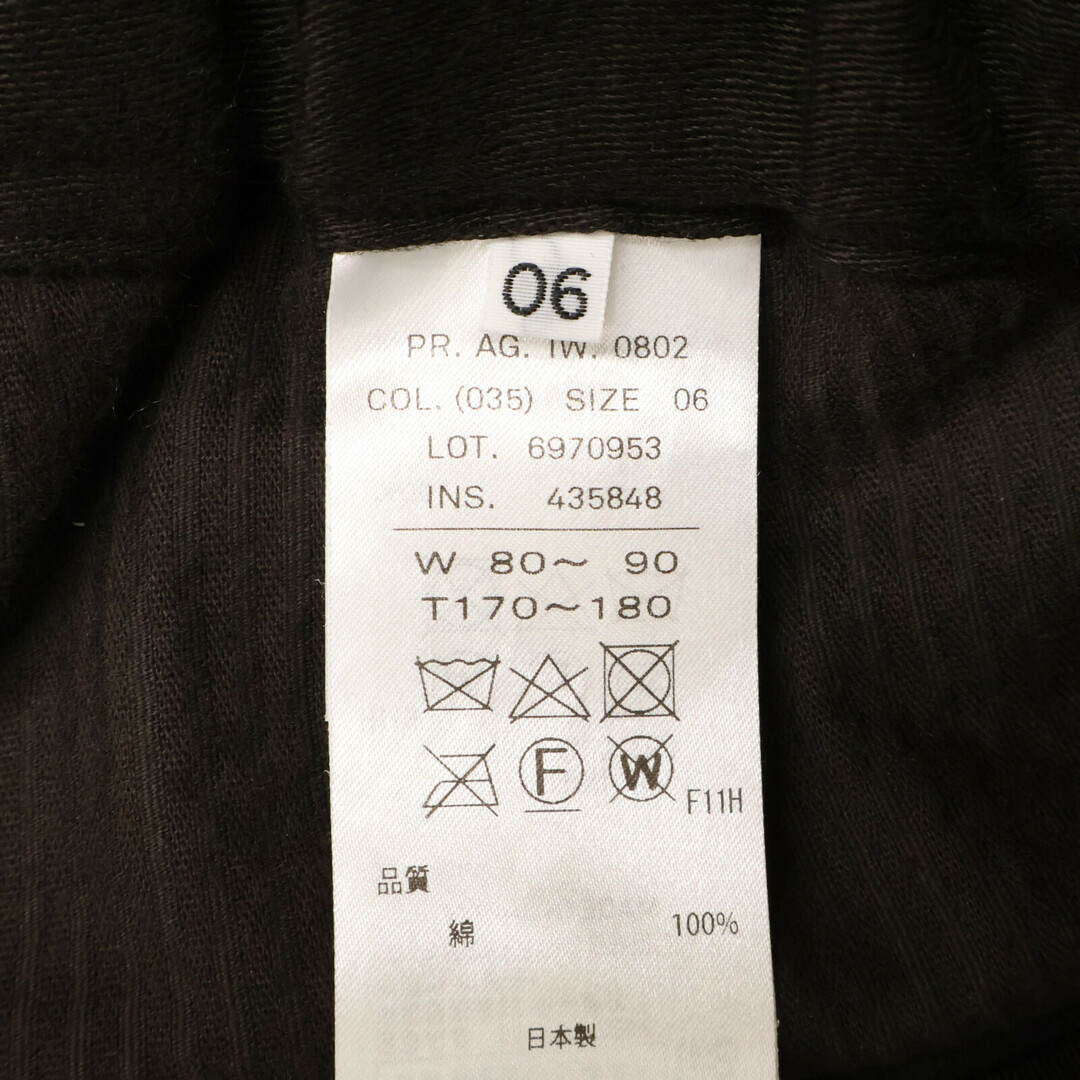 06
PR. AG. IW. 0802
COL. (035) SIZE 06
LOT. 6970953
INS. 435848
W 80～ 90
T170～180
F
W
F11H
品質
綿 100%
日本製